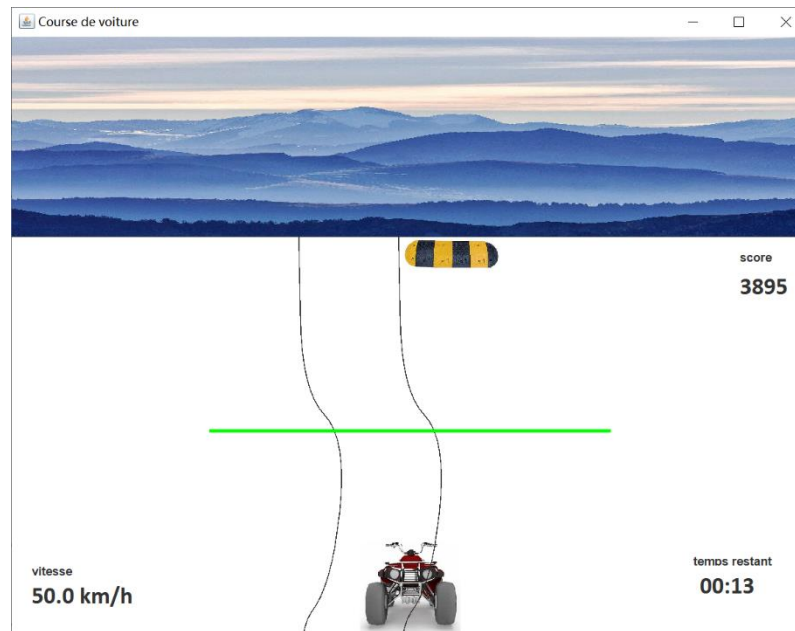 Course de voiture
score
3895
vitesse
50.0 km/h
temps restant
00:13